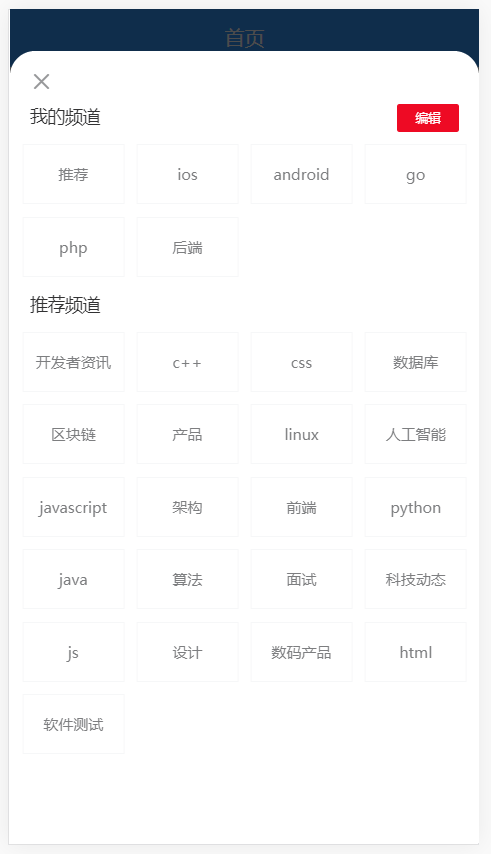 首页
我的频道 编辑
推荐 ios android go
php 后端
推荐频道
开发者资讯 c++ css 数据库
区块链 产品 linux 人工智能
javascript 架构 前端 python
java 算法 面试 科技动态
js 设计 数码产品 html
软件测试